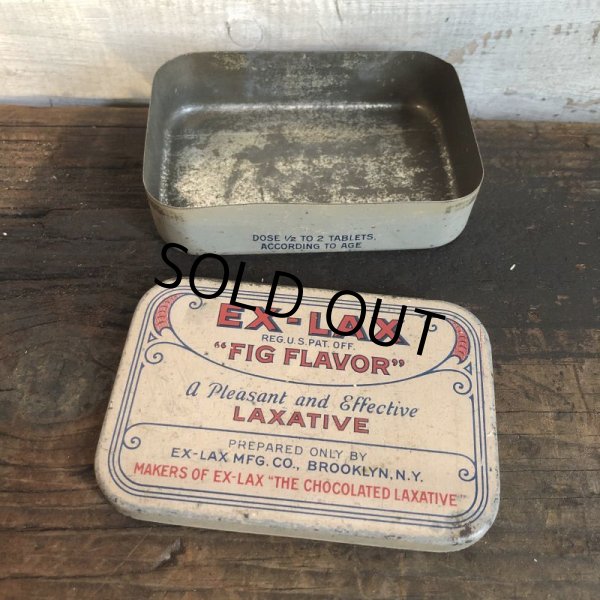 DOSE 1/2 TO 2 TABLETS,
ACCORDING TO AGE
SOLD OUT
EX-LAX
REG. U.S. PAT. OFF.
"FIG FLAVOR"
A Pleasant and Effective
LAXATIVE
PREPARED ONLY BY
EX-LAX MFG. CO., BROOKLYN, N.Y.
MAKERS OF EX-LAX "THE CHOCOLATED LAXATIVE"